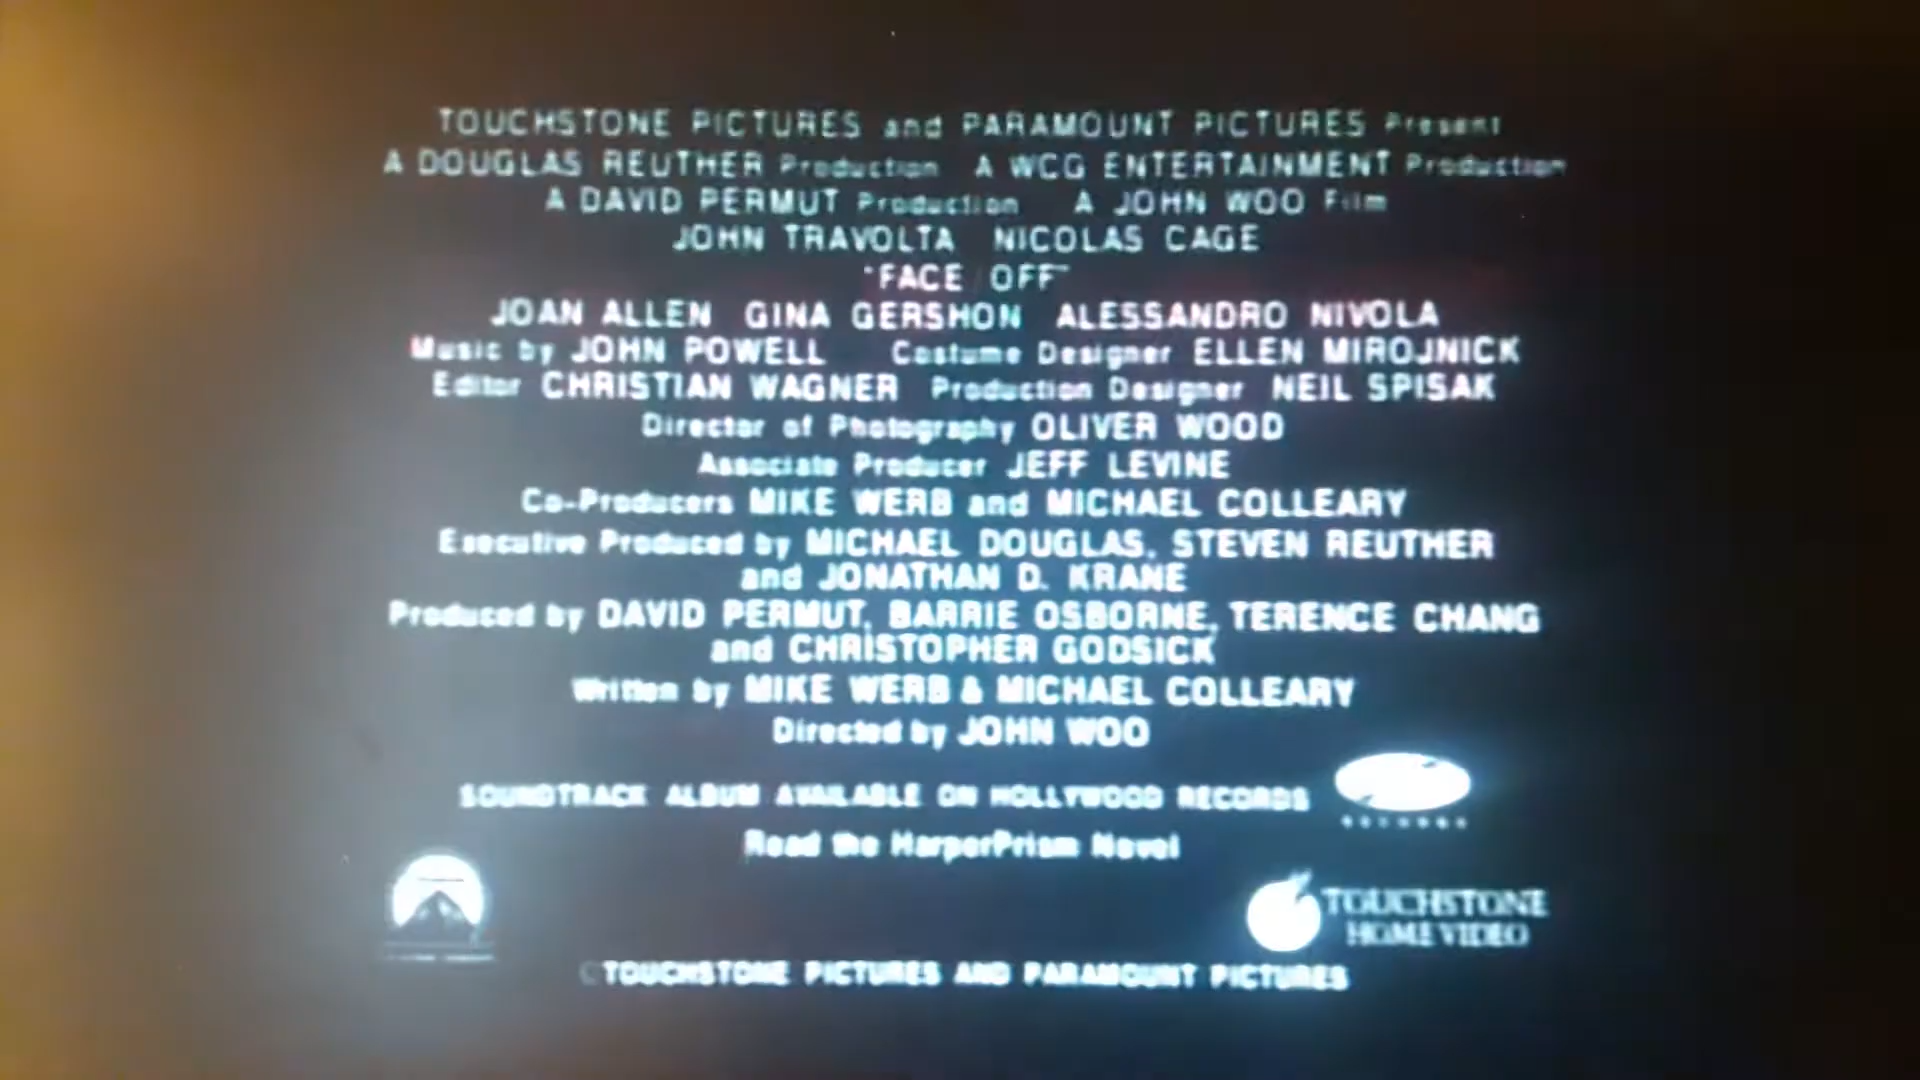 TOUCHSTONE PICTURES and PARAMOUNT PICTURES Present
A DOUGLAS REUTHER Production A WCG ENTERTAINMENT Production
A DAVID PERMUT Production A JOHN WOO Film
JOHN TRAVOLTA NICOLAS CAGE
"FACE/OFF"
JOAN ALLEN GINA GERSHON ALESSANDRO NIVOLA
Music by JOHN POWELL Costume Designer ELLEN MIROJNICK
Editor CHRISTIAN WAGNER Production Designer NEIL SPISAK
Director of Photography OLIVER WOOD
Associate Producer JEFF LEVINE
Co-Producers MIKE WERB and MICHAEL COLLEARY
Executive Produced by MICHAEL DOUGLAS, STEVEN REUTHER
and JONATHAN D. KRANE
Produced by DAVID PERMUT, BARRIE OSBORNE, TERENCE CHANG
and CHRISTOPHER GODSICK
Written by MIKE WERB & MICHAEL COLLEARY
Directed by JOHN WOO
SOUNDTRACK ALBUM AVAILABLE ON HOLLYWOOD RECORDS
RECORDS
Read the HarperPrism Novel
TOUCHSTONE
HOME VIDEO
©TOUCHSTONE PICTURES AND PARAMOUNT PICTURES